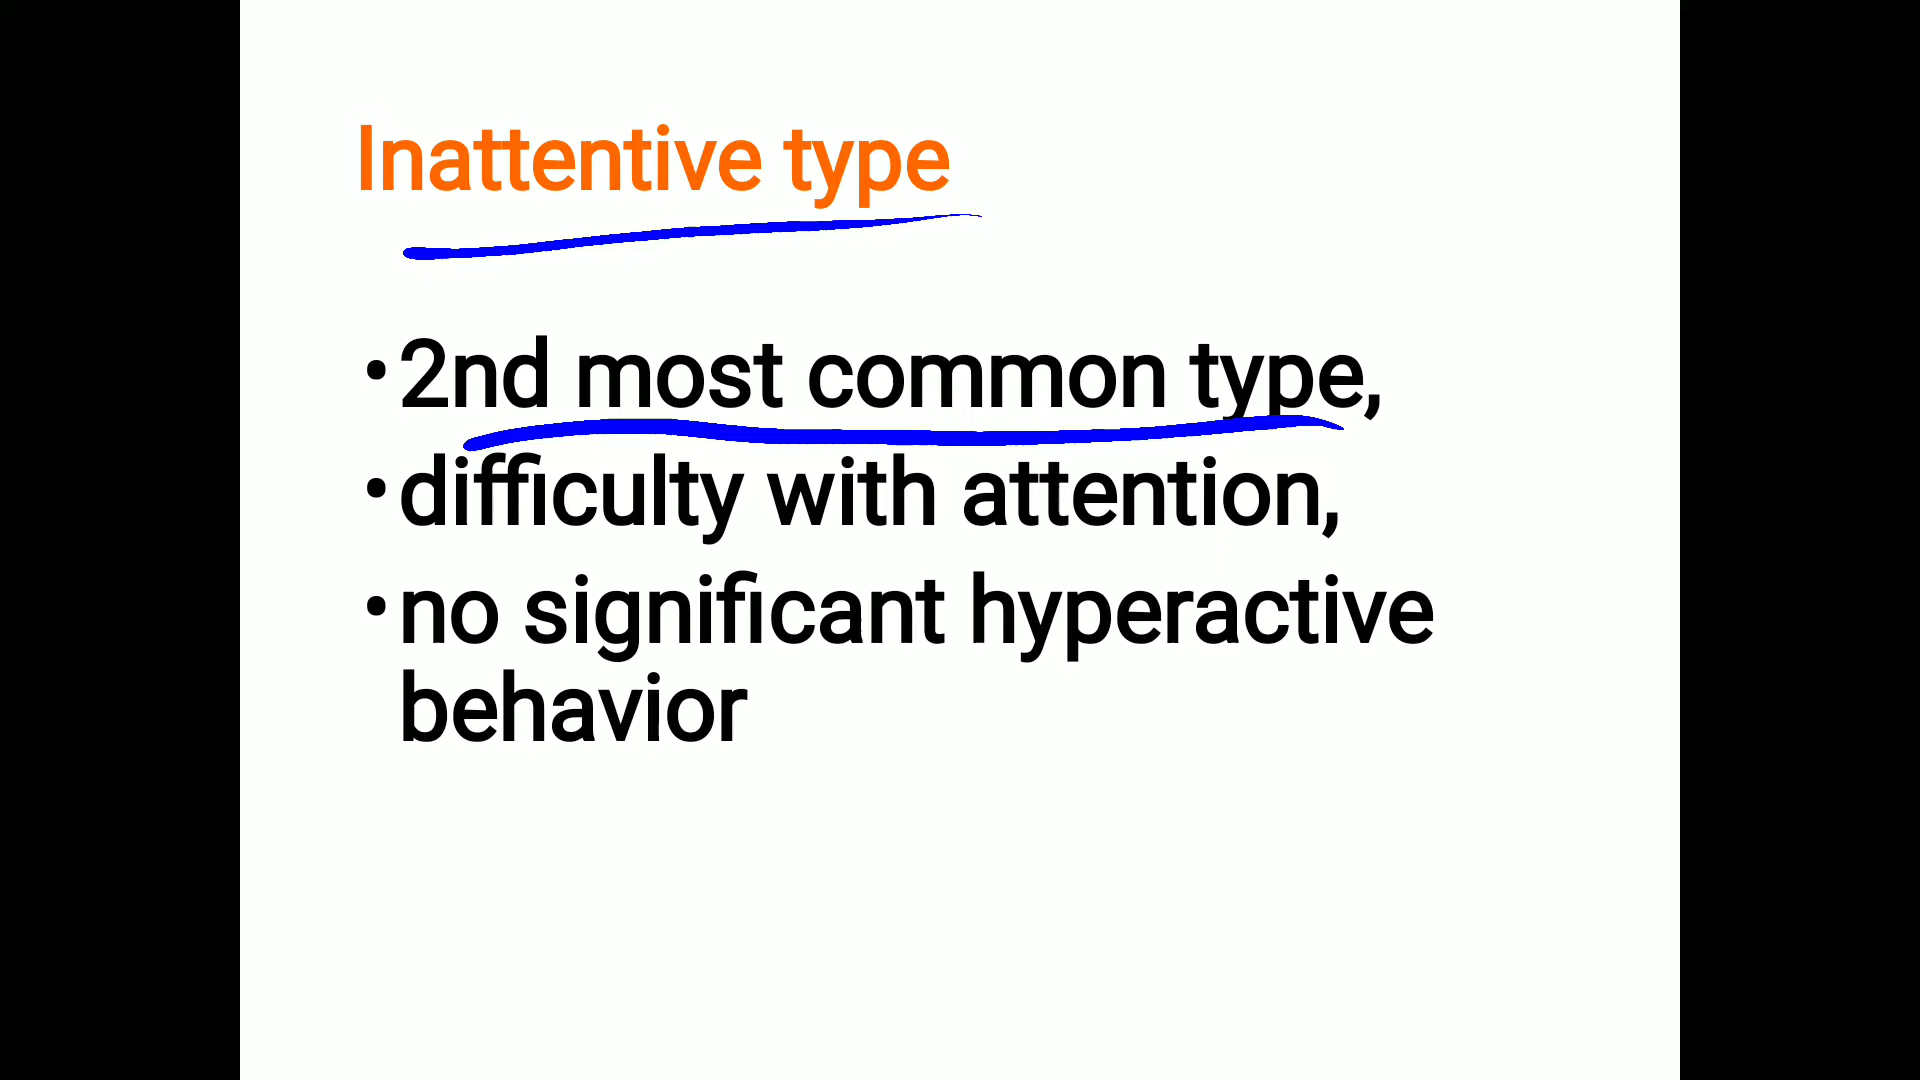 Inattentive type
•2nd most common type,
•difficulty with attention,
•no significant hyperactive
behavior